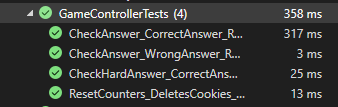 GameControllerTests (4) 358 ms
CheckAnswer_CorrectAnswer_R... 317 ms
CheckAnswer_WrongAnswer_R... 3 ms
CheckHardAnswer_CorrectAns... 25 ms
ResetCounters_DeletesCookies_... 13 ms